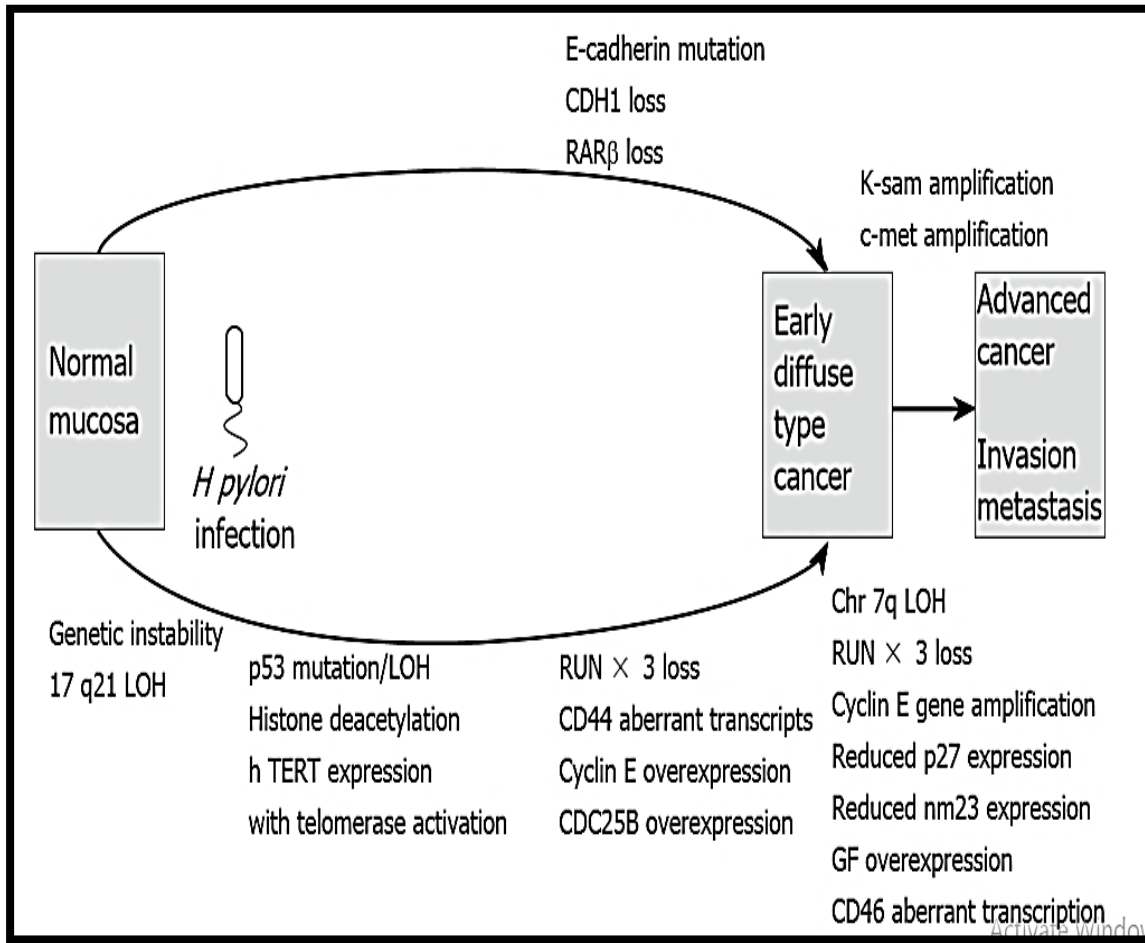 E-cadherin mutation
CDH1 loss
RARβ loss
K-sam amplification
c-met amplification
Normal
mucosa
H pylori
infection
Early
diffuse
type
cancer
Advanced
cancer
Invasion
metastasis
Genetic instability
17 q21 LOH
p53 mutation/LOH
Histone deacetylation
h TERT expression
with telomerase activation
RUN × 3 loss
CD44 aberrant transcripts
Cyclin E overexpression
CDC25B overexpression
Chr 7q LOH
RUN × 3 loss
Cyclin E gene amplification
Reduced p27 expression
Reduced nm23 expression
GF overexpression
CD46 aberrant transcription
Activate Window